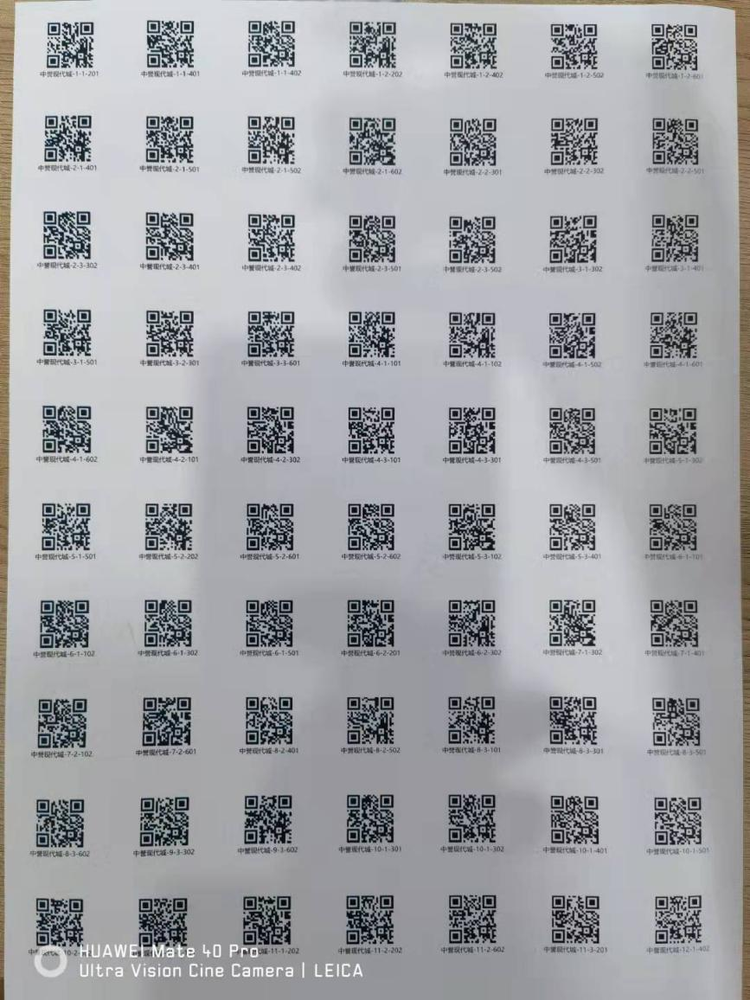 中誉现代城-1-1-201 中誉现代城-1-1-401 中誉现代城-1-1-402 中誉现代城-1-2-202 中誉现代城-1-2-402 中誉现代城-1-2-502 中誉现代城-1-2-601
中誉现代城-2-1-401 中誉现代城-2-1-501 中誉现代城-2-1-502 中誉现代城-2-1-602 中誉现代城-2-2-301 中誉现代城-2-2-302 中誉现代城-2-2-501
中誉现代城-2-3-302 中誉现代城-2-3-401 中誉现代城-2-3-402 中誉现代城-2-3-501 中誉现代城-2-3-502 中誉现代城-3-1-302 中誉现代城-3-1-401
中誉现代城-3-1-501 中誉现代城-3-2-301 中誉现代城-3-3-601 中誉现代城-4-1-101 中誉现代城-4-1-102 中誉现代城-4-1-502 中誉现代城-4-1-601
中誉现代城-4-1-602 中誉现代城-4-2-101 中誉现代城-4-2-302 中誉现代城-4-3-101 中誉现代城-4-3-301 中誉现代城-4-3-501 中誉现代城-5-1-302
中誉现代城-5-1-501 中誉现代城-5-2-202 中誉现代城-5-2-601 中誉现代城-5-2-602 中誉现代城-5-3-102 中誉现代城-5-3-401 中誉现代城-6-1-101
中誉现代城-6-1-102 中誉现代城-6-1-302 中誉现代城-6-1-501 中誉现代城-6-2-201 中誉现代城-6-2-302 中誉现代城-7-1-302 中誉现代城-7-1-401
中誉现代城-7-2-102 中誉现代城-7-2-601 中誉现代城-8-2-401 中誉现代城-8-2-502 中誉现代城-8-3-101 中誉现代城-8-3-301 中誉现代城-8-3-501
中誉现代城-8-3-602 中誉现代城-9-3-302 中誉现代城-9-3-602 中誉现代城-10-1-301 中誉现代城-10-1-302 中誉现代城-10-1-401 中誉现代城-10-1-501
-11-1-202 中誉现代城-11-2-202 中誉现代城-11-2-602 中誉现代城-11-3-201 中誉现代城-12-1-402
HUAWEI Mate 40 Pro
Ultra Vision Cine Camera | LEICA